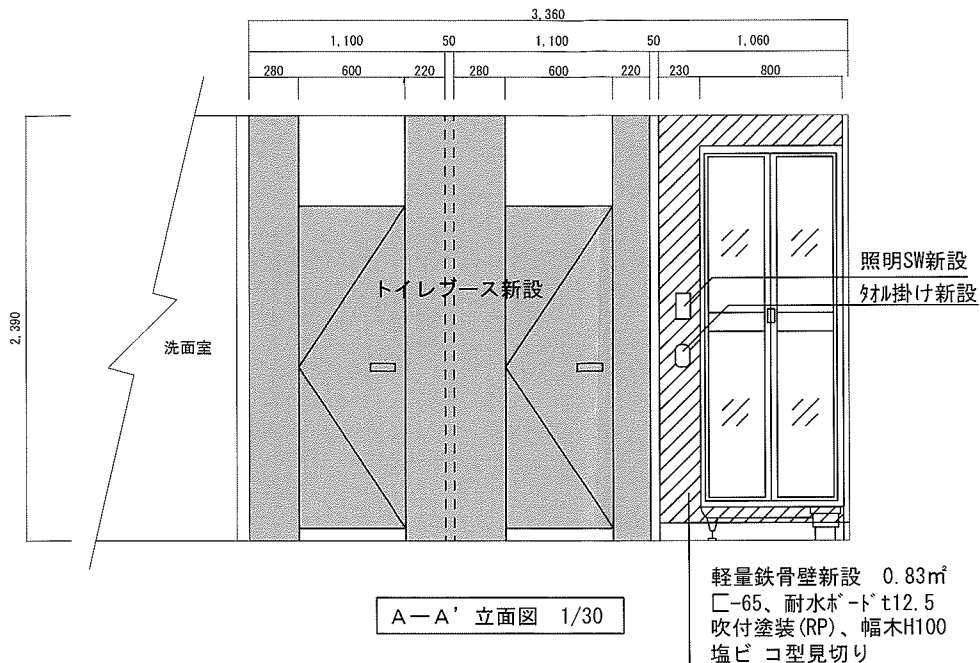 3,360
1,100 50 1,100 50 1,060
280 600 220 280 600 220 230 800
2,390
照明SW新設
トイレブース新設
タオル掛け新設
洗面室
軽量鉄骨壁新設 0.83㎡
匚-65、耐水ボードt12.5
吹付塗装(RP)、幅木H100
塩ビ コ型見切り
A－A’ 立面図 1/30